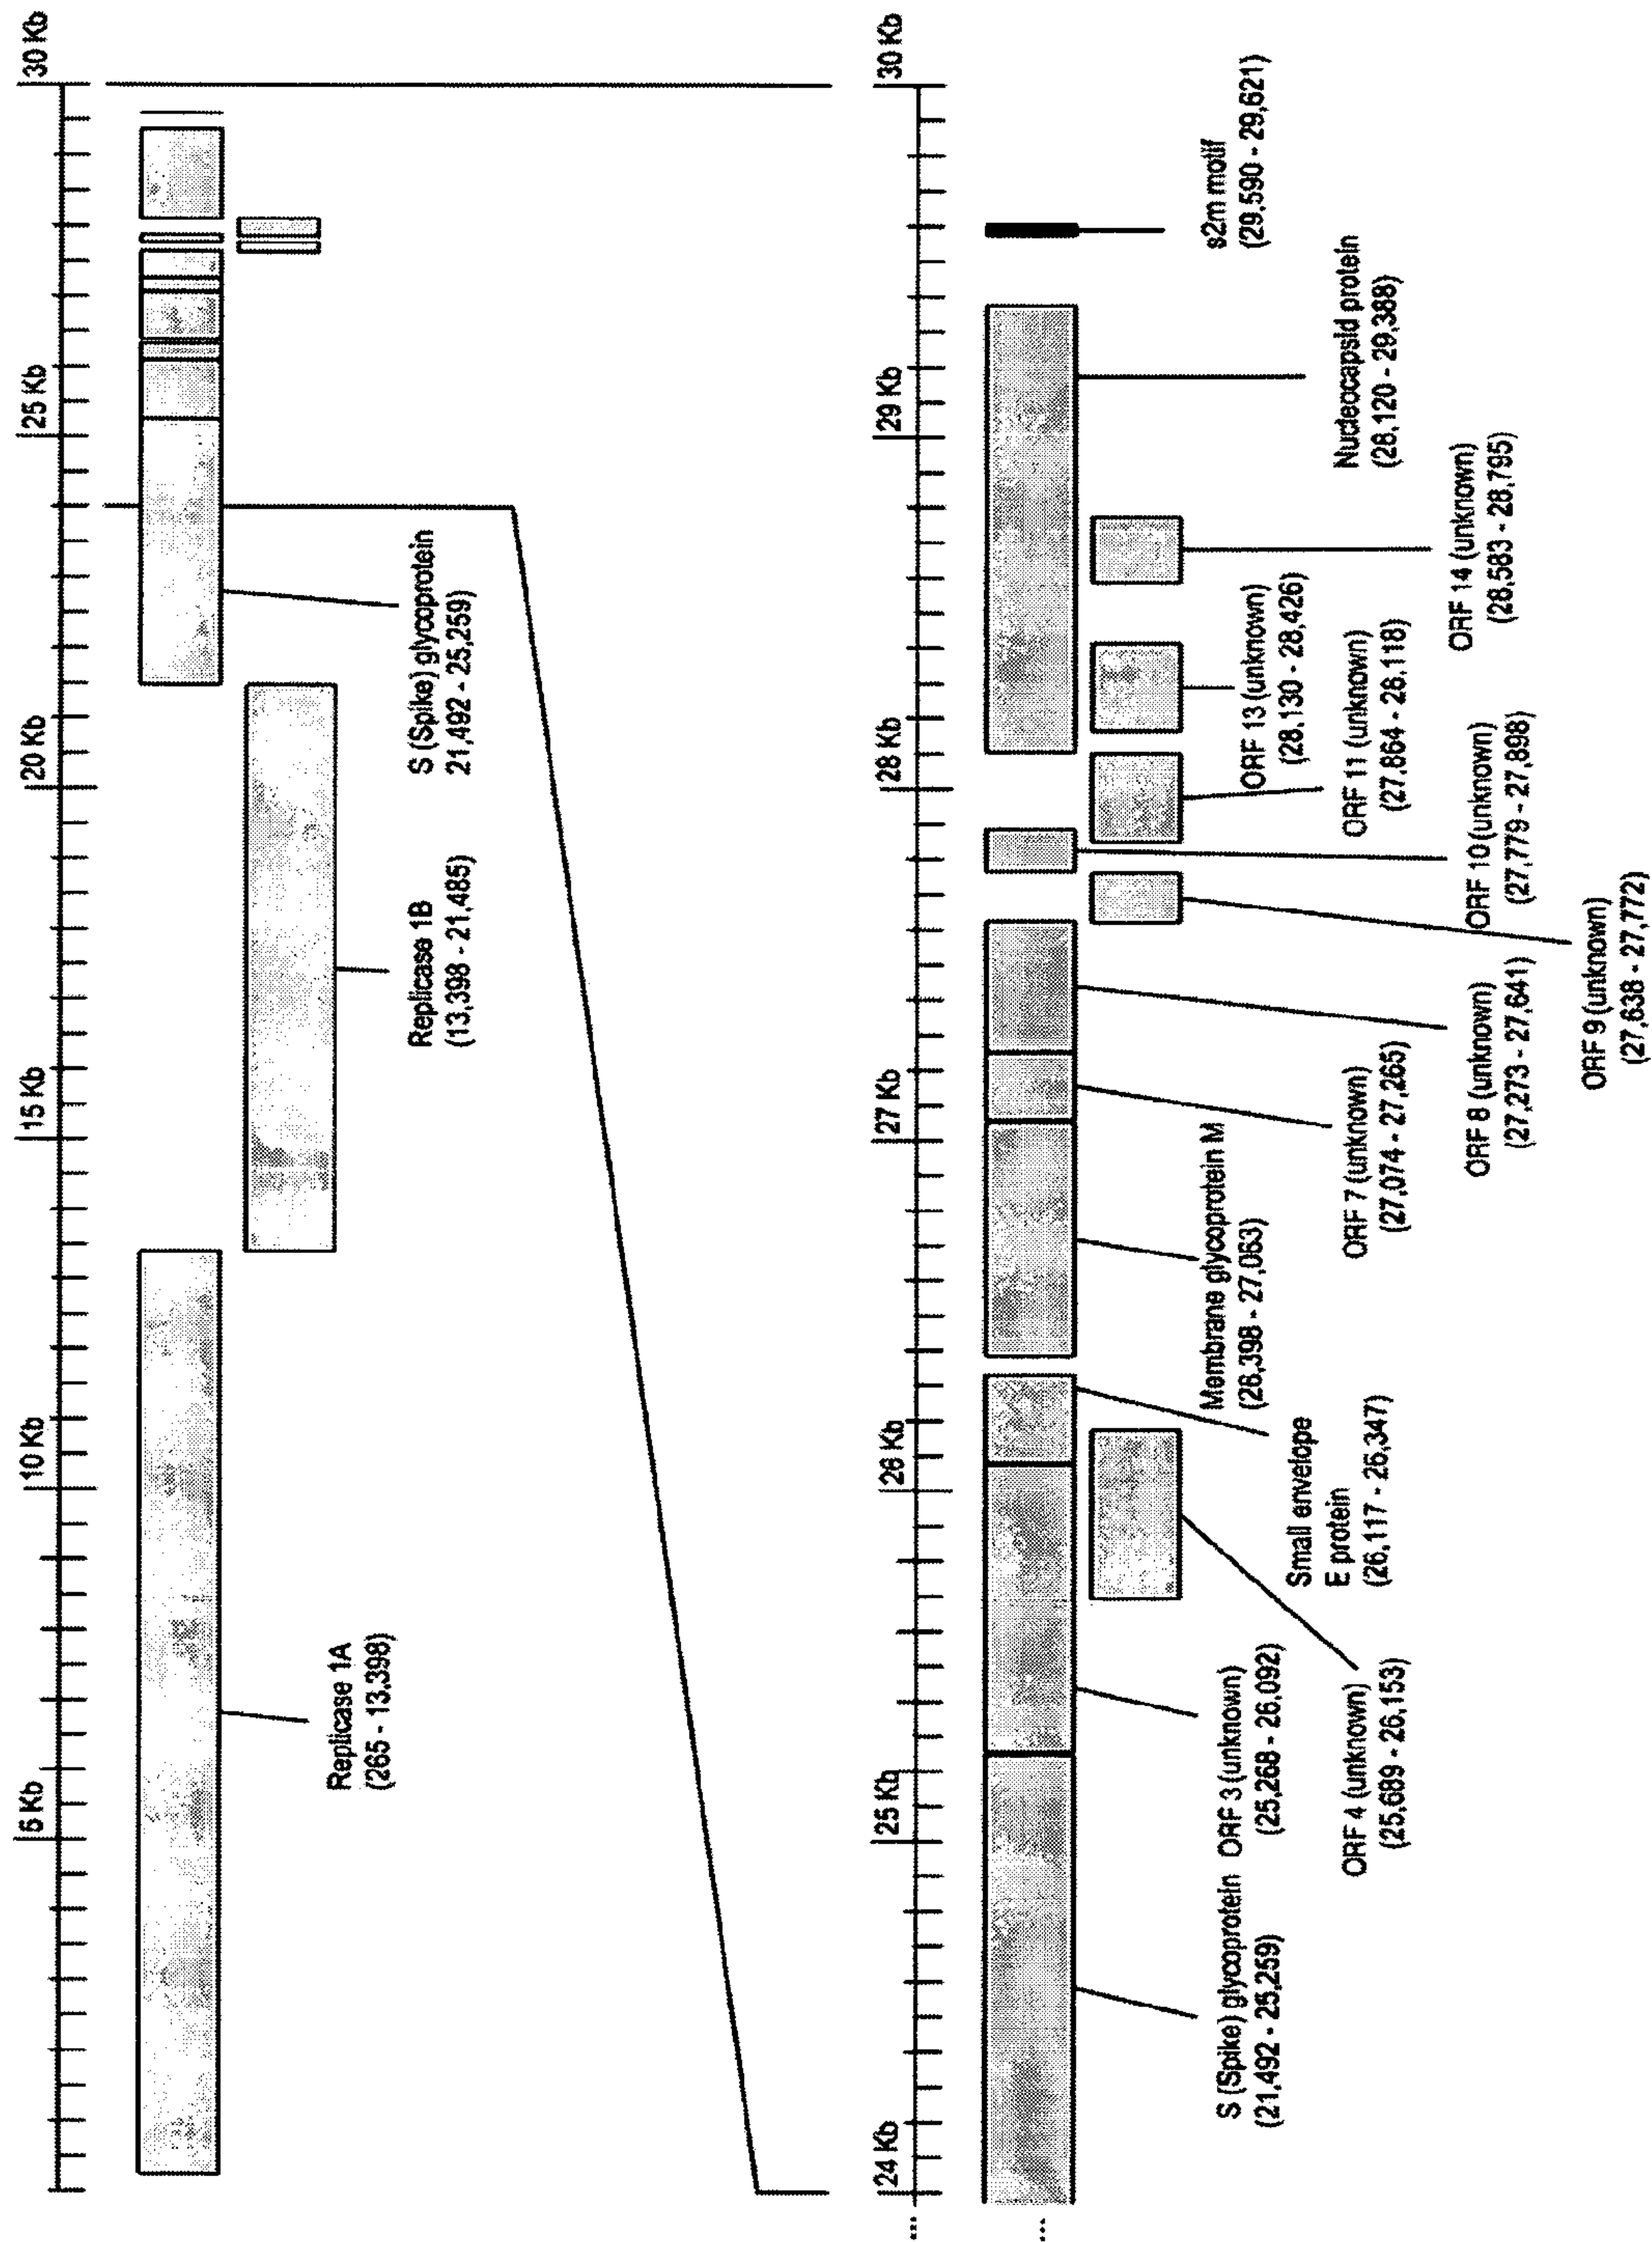 5 Kb
10 Kb
15 Kb
20 Kb
25 Kb
30 Kb
Replicase 1A
(265 - 13,398)
Replicase 1B
(13,398 - 21,485)
S (Spike) glycoprotein
21,492 - 25,259)
...
24 Kb
25 Kb
26 Kb
27 Kb
28 Kb
29 Kb
30 Kb
...
S (Spike) glycoprotein
(21,492 - 25,259)
ORF 3 (unknown)
(25,268 - 26,092)
ORF 4 (unknown)
(25,689 - 26,153)
Small envelope
E protein
(26,117 - 26,347)
Membrane glycoprotein M
(26,398 - 27,063)
ORF 7 (unknown)
(27,074 - 27,265)
ORF 8 (unknown)
(27,273 - 27,641)
ORF 9 (unknown)
(27,638 - 27,772)
ORF 10 (unknown)
(27,779 - 27,898)
ORF 11 (unknown)
(27,864 - 28,118)
ORF 13 (unknown)
(28,130 - 28,426)
ORF 14 (unknown)
(28,583 - 28,795)
Nucleocapsid protein
(28,120 - 29,388)
s2m motif
(29,590 - 29,621)